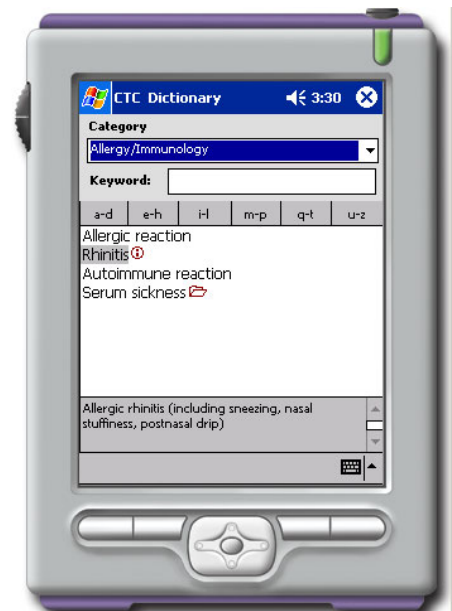 CTC Dictionary 3:30
Category
Allergy/Immunology
Keyword:
a-d e-h i-l m-p q-t u-z
Allergic reaction
Rhinitis
Autoimmune reaction
Serum sickness
Allergic rhinitis (including sneezing, nasal
stuffiness, postnasal drip)